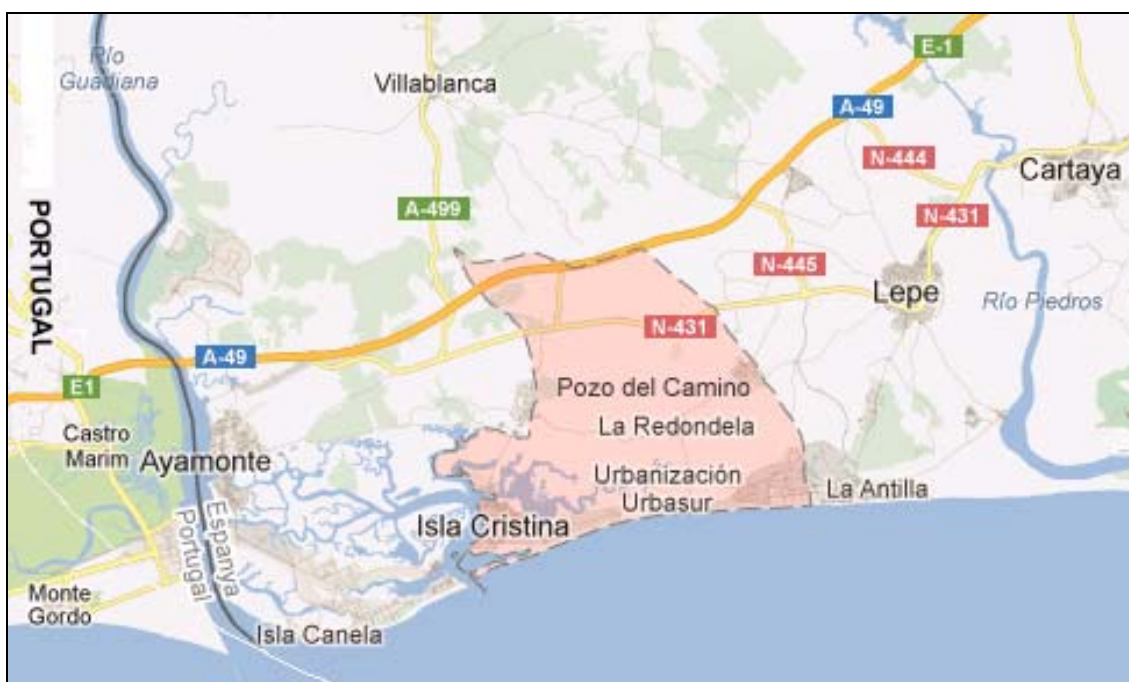 Río
Guadiana
Villablanca
E-1
A-49
N-444
Cartaya
A-499
N-431
PORTUGAL
N-445
Lepe
Río Piedros
N-431
A-49
E1
Pozo del Camino
Castro
Marim
La Redondela
Ayamonte
Urbanización
Urbasur
La Antilla
Isla Cristina
Espanya
Portugal
Monte
Gordo
Isla Canela